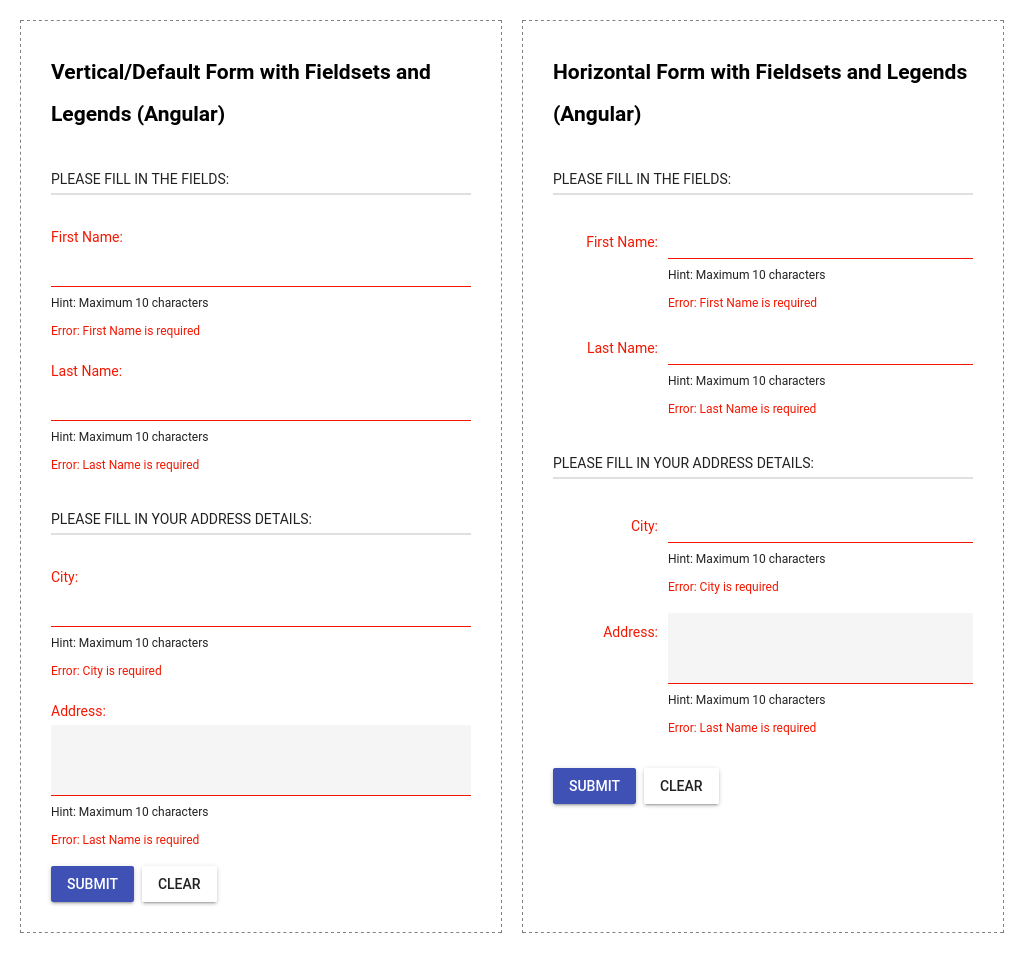 Vertical/Default Form with Fieldsets and
Legends (Angular)
PLEASE FILL IN THE FIELDS:
First Name:
Hint: Maximum 10 characters
Error: First Name is required
Last Name:
Hint: Maximum 10 characters
Error: Last Name is required
PLEASE FILL IN YOUR ADDRESS DETAILS:
City:
Hint: Maximum 10 characters
Error: City is required
Address:
Hint: Maximum 10 characters
Error: Last Name is required
SUBMIT CLEAR
Horizontal Form with Fieldsets and Legends
(Angular)
PLEASE FILL IN THE FIELDS:
First Name:
Hint: Maximum 10 characters
Error: First Name is required
Last Name:
Hint: Maximum 10 characters
Error: Last Name is required
PLEASE FILL IN YOUR ADDRESS DETAILS:
City:
Hint: Maximum 10 characters
Error: City is required
Address:
Hint: Maximum 10 characters
Error: Last Name is required
SUBMIT CLEAR